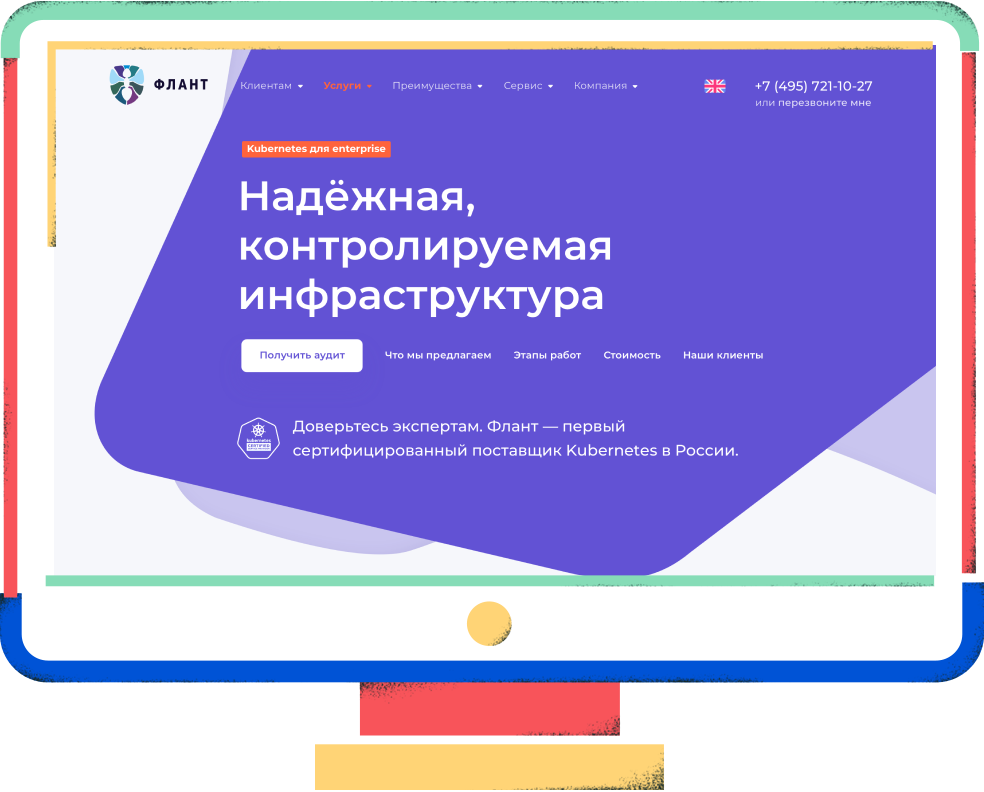 ФЛАНТ
Клиентам
Услуги
Преимущества
Сервис
Компания
+7 (495) 721-10-27
или перезвоните мне
Kubernetes для enterprise
Надёжная,
контролируемая
инфраструктура
Получить аудит
Что мы предлагаем
Этапы работ
Стоимость
Наши клиенты
kubernetes
CERTIFIED
Доверьтесь экспертам. Флант — первый
сертифицированный поставщик Kubernetes в России.